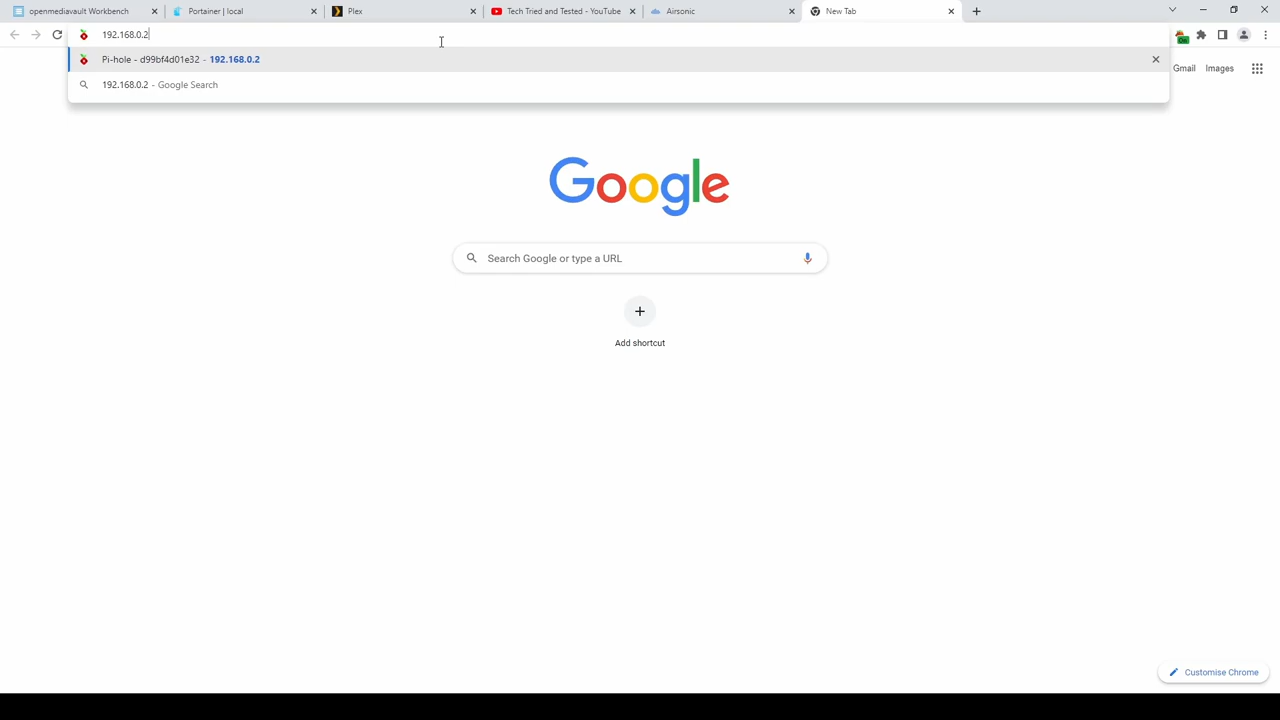 openmediavault Workbench
Portainer | local
Plex
Tech Tried and Tested - YouTube
Airsonic
New Tab
192.168.0.2
On
Pi-hole - d99bf4d01e32 - 192.168.0.2
192.168.0.2 - Google Search
Gmail
Images
Google
Search Google or type a URL
Add shortcut
Customise Chrome